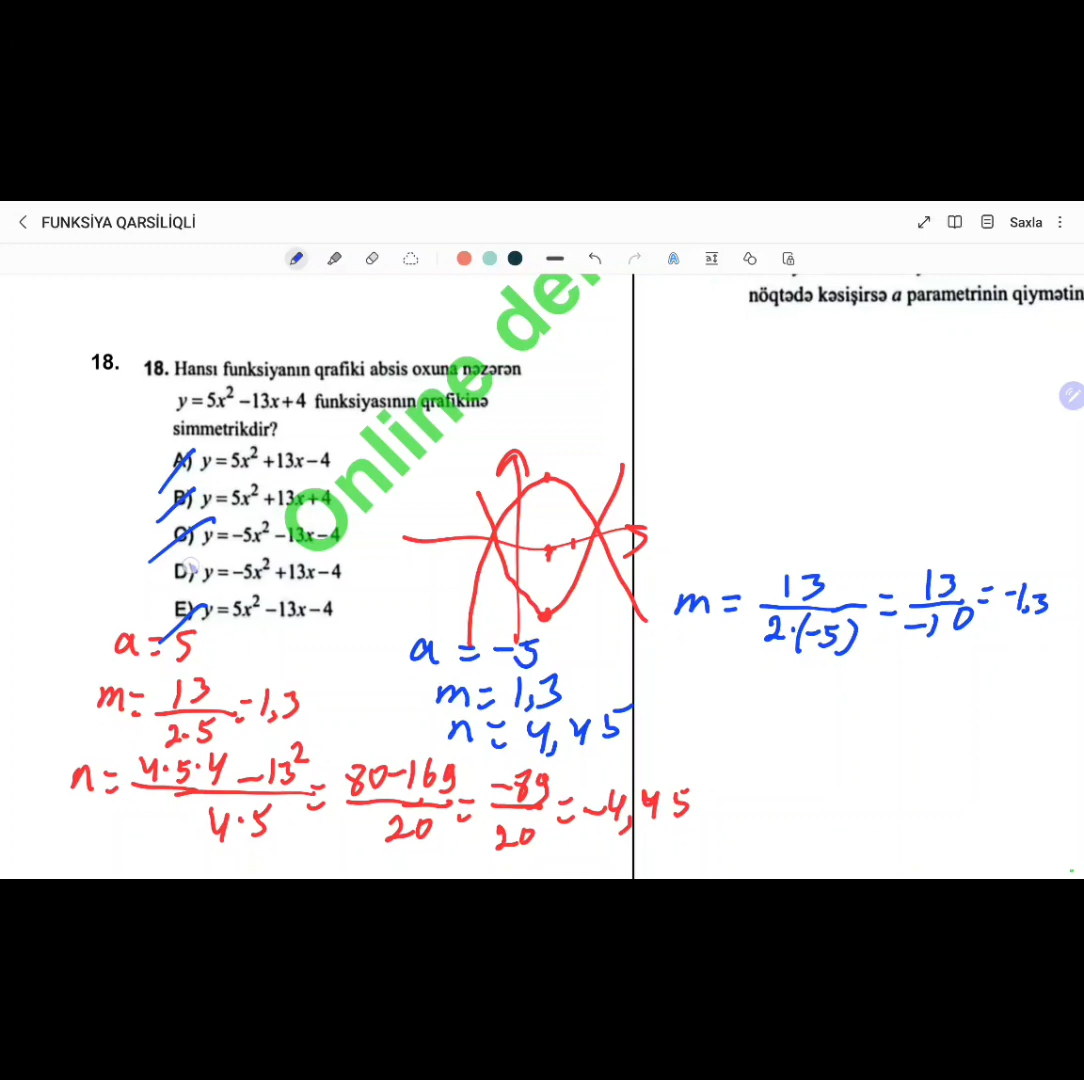 FUNKSİYA QARSİLİQLİ
Saxla
nöqtədə kəsişirsə a parametrinin
Online
18. 18. Hansı funksiyanın qrafiki absis oxuna nəzərən
y = 5x² −13x+4 funksiyasının qrafikinə
simmetrikdir?
A) y = 5x² +13x−4
B) y = 5x² +13x+4
C) y = −5x² −13x−4
D) y = −5x² +13x−4
E) y = 5x² −13x−4
a = 5
m = 13/2·5 = 1,3
n = 4·5·4 −13²/4·5 = 80−169/20 = −89/20 = −4,45
a = −5
m = 1,3
n = 4,45
m = 13/2·(−5) = 13/−10 = −1,3